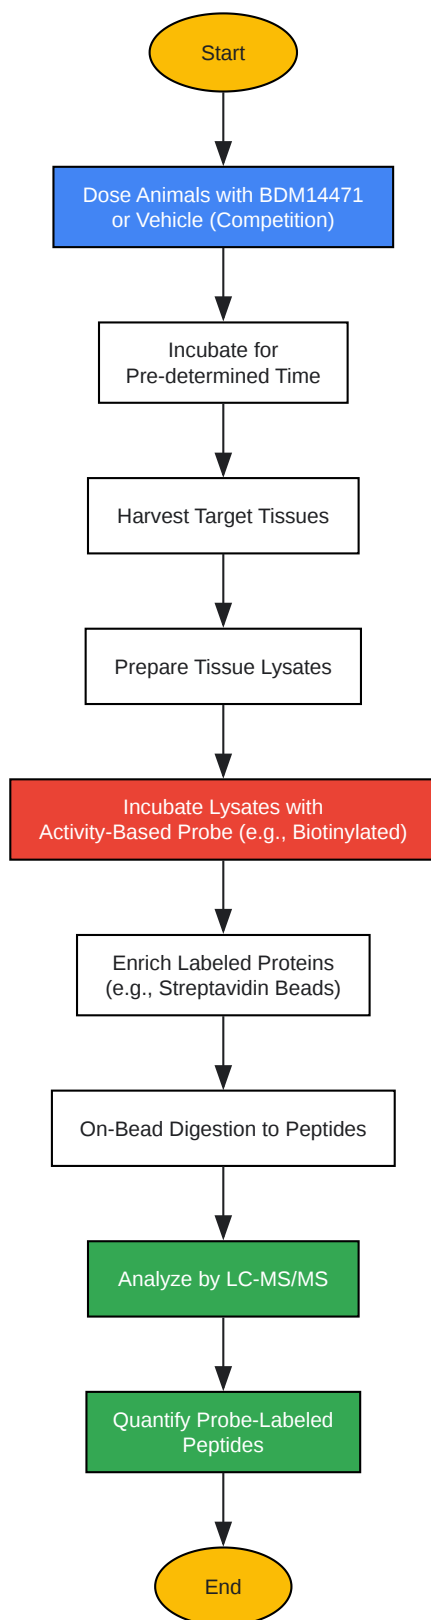 Start
Dose Animals with BDM14471
or Vehicle (Competition)
Incubate for
Pre-determined Time
Harvest Target Tissues
Prepare Tissue Lysates
Incubate Lysates with
Activity-Based Probe (e.g., Biotinylated)
Enrich Labeled Proteins
(e.g., Streptavidin Beads)
On-Bead Digestion to Peptides
Analyze by LC-MS/MS
Quantify Probe-Labeled
Peptides
End